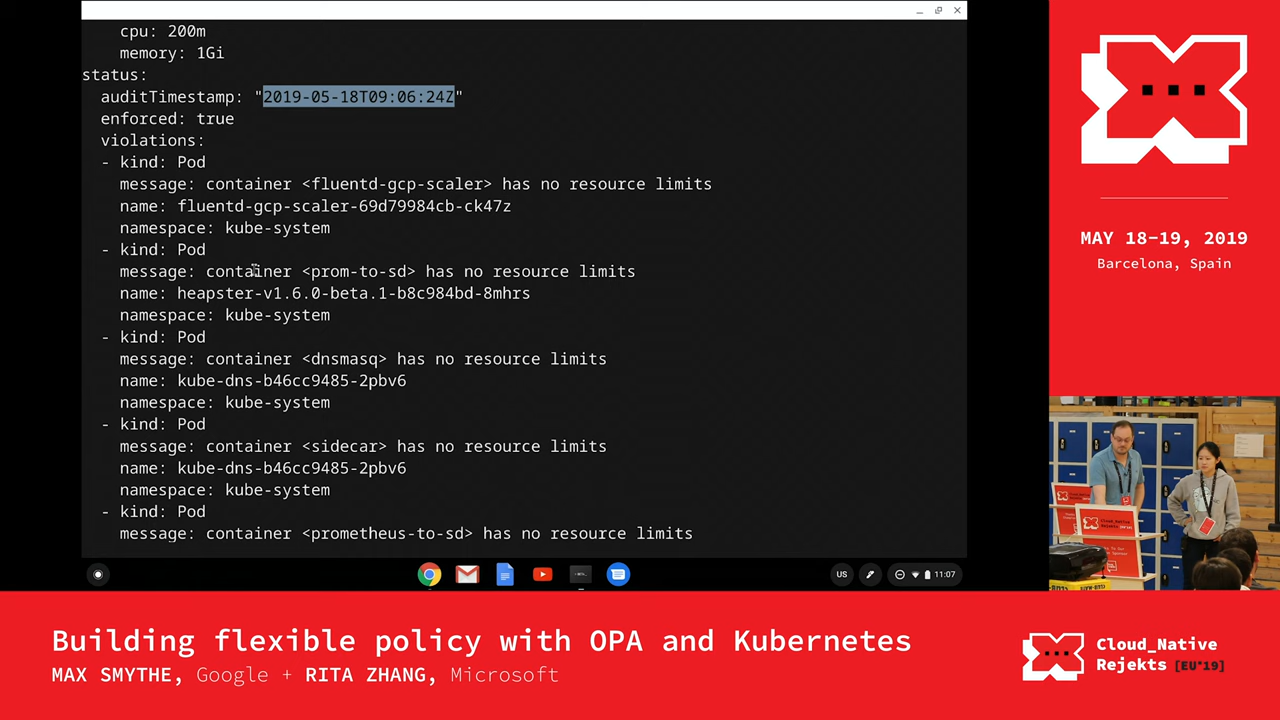 cpu: 200m
memory: 1Gi
status:
auditTimestamp: "2019-05-18T09:06:24Z"
enforced: true
violations:
- kind: Pod
message: container <fluentd-gcp-scaler> has no resource limits
name: fluentd-gcp-scaler-69d79984cb-ck47z
namespace: kube-system
- kind: Pod
message: container <prom-to-sd> has no resource limits
name: heapster-v1.6.0-beta.1-b8c984bd-8mhrs
namespace: kube-system
- kind: Pod
message: container <dnsmasq> has no resource limits
name: kube-dns-b46cc9485-2pbv6
namespace: kube-system
- kind: Pod
message: container <sidecar> has no resource limits
name: kube-dns-b46cc9485-2pbv6
namespace: kube-system
- kind: Pod
message: container <prometheus-to-sd> has no resource limits
US
11:07
MAY 18-19, 2019
Barcelona, Spain
Building flexible policy with OPA and Kubernetes
MAX SMYTHE, Google + RITA ZHANG, Microsoft
Cloud_Native
Rejekts [EU*19]